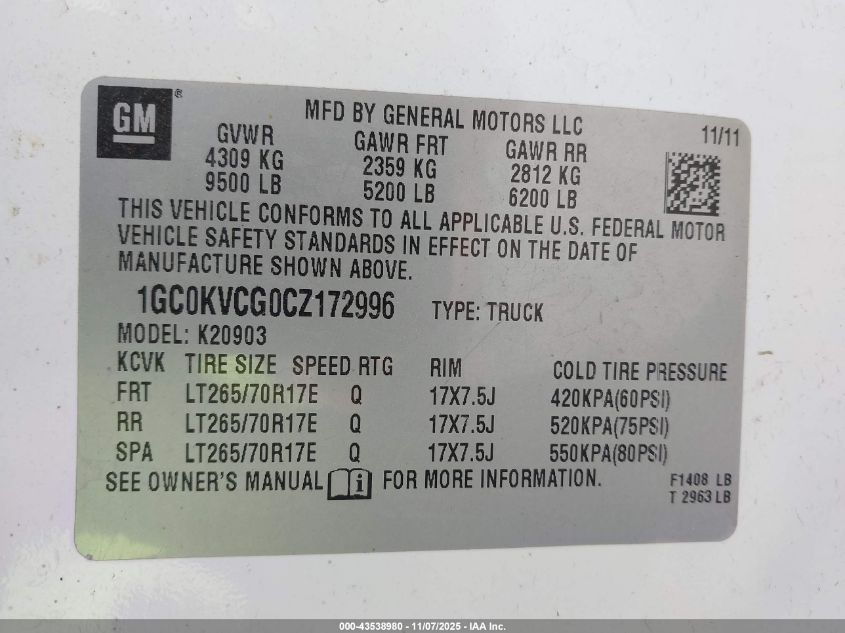 GM ®
MFD BY GENERAL MOTORS LLC
11/11
GVWR GAWR FRT GAWR RR
4309 KG 2359 KG 2812 KG
9500 LB 5200 LB 6200 LB
THIS VEHICLE CONFORMS TO ALL APPLICABLE U.S. FEDERAL MOTOR
VEHICLE SAFETY STANDARDS IN EFFECT ON THE DATE OF
MANUFACTURE SHOWN ABOVE.
1GC0KVCG0CZ172996 TYPE: TRUCK
MODEL: K20903
KCVK TIRE SIZE SPEED RTG RIM COLD TIRE PRESSURE
FRT LT265/70R17E Q 17X7.5J 420KPA(60PSI)
RR LT265/70R17E Q 17X7.5J 520KPA(75PSI)
SPA LT265/70R17E Q 17X7.5J 550KPA(80PSI)
SEE OWNER'S MANUAL i FOR MORE INFORMATION.
F1408 LB
T 2963 LB
000-43538980 - 11/07/2025 - IAA Inc.